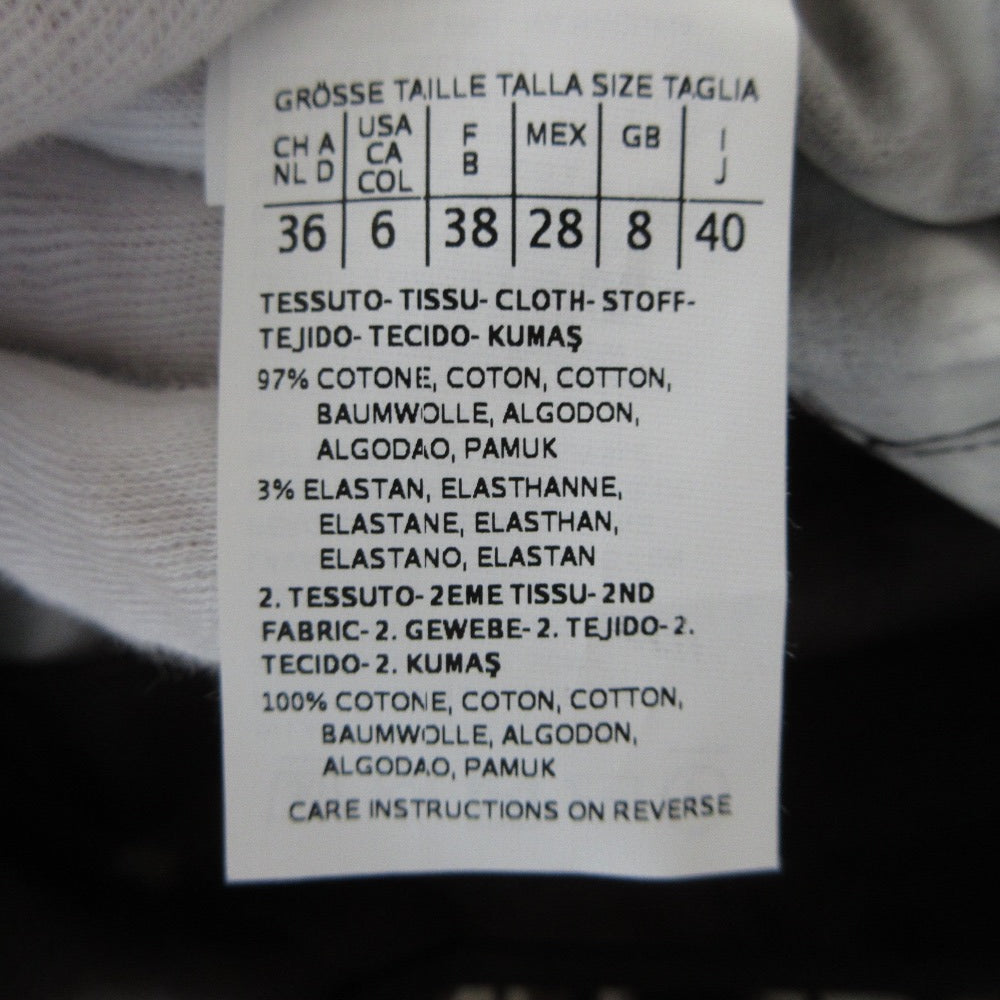 GRÖSSE TAILLE TALLA SIZE TAGLIA
CH A USA F MEX GB I
NL D CA B J
COL
36 6 38 28 8 40
TESSUTO- TISSU- CLOTH- STOFF-
TEJIDO- TECIDO- KUMAŞ
97% COTONE, COTON, COTTON,
BAUMWOLLE, ALGODON,
ALGODAO, PAMUK
3% ELASTAN, ELASTHANNE,
ELASTANE, ELASTHAN,
ELASTANO, ELASTAN
2. TESSUTO- 2EME TISSU- 2ND
FABRIC- 2. GEWEBE- 2. TEJIDO- 2.
TECIDO- 2. KUMAŞ
100% COTONE, COTON, COTTON,
BAUMWOLLE, ALGODON,
ALGODAO, PAMUK
CARE INSTRUCTIONS ON REVERSE